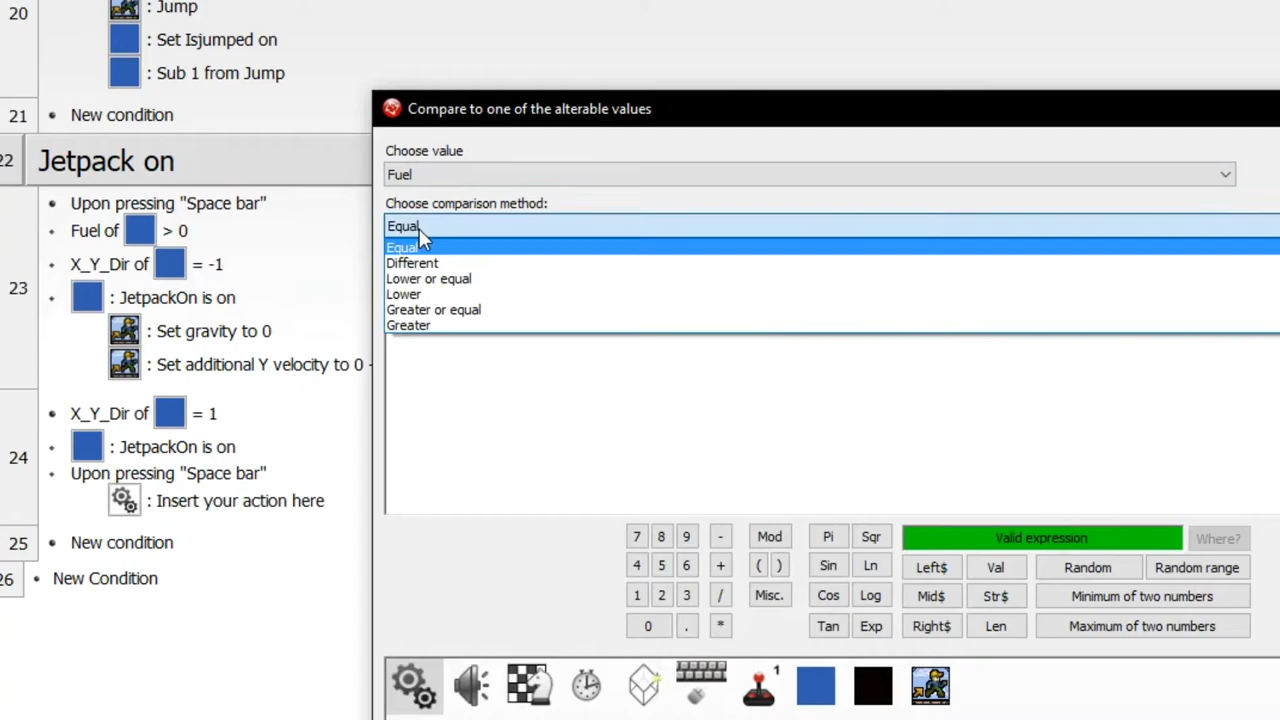 20
: Jump
: Set Isjumped on
: Sub 1 from Jump
21 New condition
22 Jetpack on
23
Upon pressing "Space bar"
Fuel of > 0
X_Y_Dir of = -1
: JetpackOn is on
: Set gravity to 0
: Set additional Y velocity to 0 -
24
X_Y_Dir of = 1
: JetpackOn is on
Upon pressing "Space bar"
: Insert your action here
25 New condition
26 New Condition
Compare to one of the alterable values
Choose value
Fuel
Choose comparison method:
Equal
Equal
Different
Lower or equal
Lower
Greater or equal
Greater
7 8 9 - Mod Pi Sqr Valid expression Where?
4 5 6 + ( ) Sin Ln Left$ Val Random Random range
1 2 3 / Misc. Cos Log Mid$ Str$ Minimum of two numbers
0 . * Tan Exp Right$ Len Maximum of two numbers
1